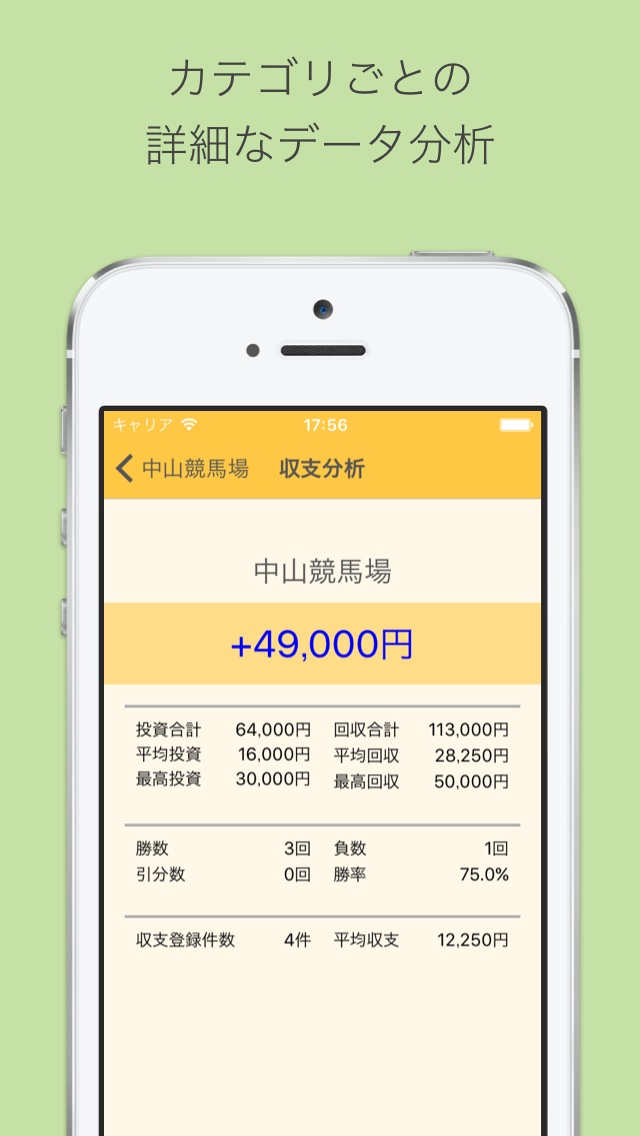 カテゴリごとの
詳細なデータ分析
キャリア 17:56
中山競馬場 収支分析
中山競馬場
+49,000円
投資合計 64,000円 回収合計 113,000円
平均投資 16,000円 平均回収 28,250円
最高投資 30,000円 最高回収 50,000円
勝数 3回 負数 1回
引分数 0回 勝率 75.0%
収支登録件数 4件 平均収支 12,250円